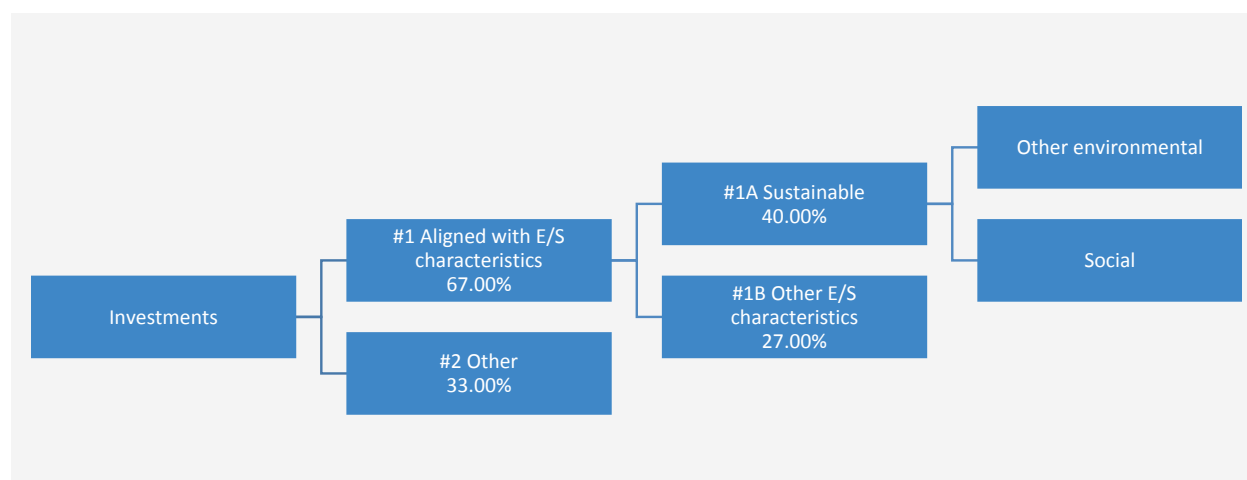 Investments
#1 Aligned with E/S
characteristics
67.00%
#2 Other
33.00%
#1A Sustainable
40.00%
#1B Other E/S
characteristics
27.00%
Other environmental
Social